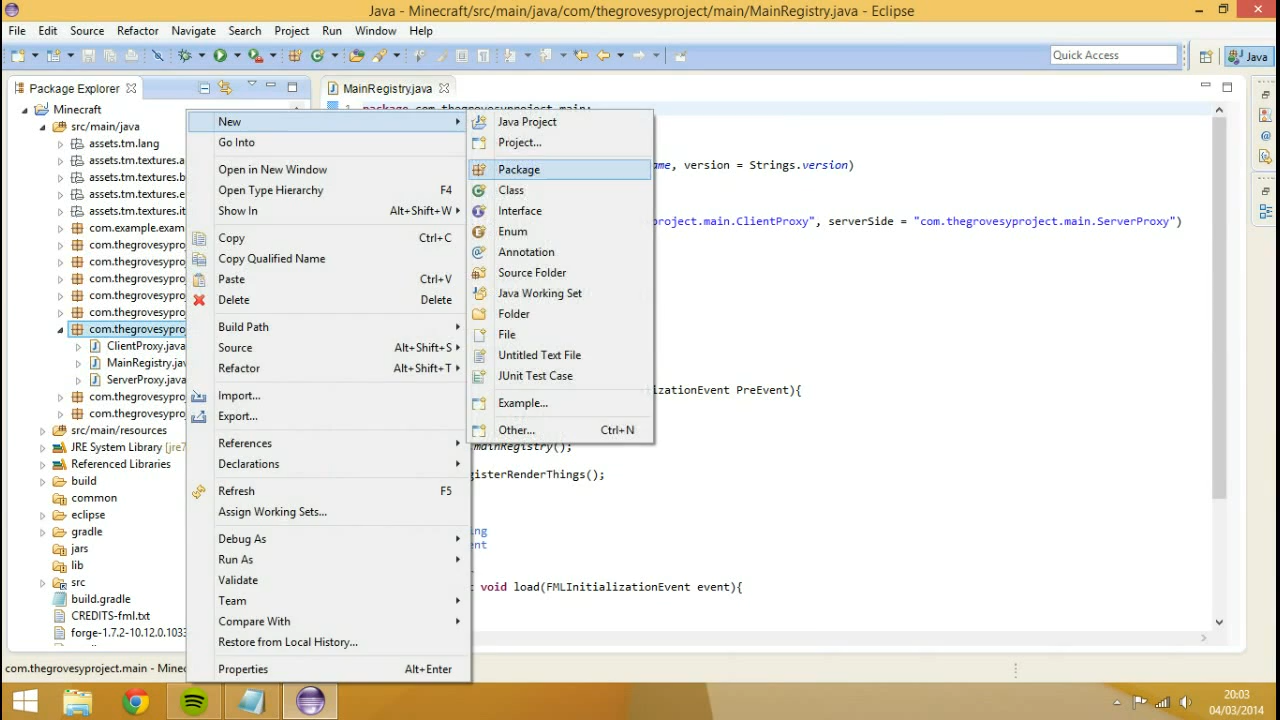 Java - Minecraft/src/main/java/com/thegrovesyproject/main/MainRegistry.java - Eclipse
File Edit Source Refactor Navigate Search Project Run Window Help
Quick Access
Java
Package Explorer
MainRegistry.java
Minecraft
src/main/java
assets.tm.lang
assets.tm.textures.a
assets.tm.textures.b
assets.tm.textures.e
assets.tm.textures.it
com.example.exam
com.thegrovesypro
com.thegrovesypro
com.thegrovesypro
com.thegrovesypro
com.thegrovesypro
com.thegrovesypro
ClientProxy.java
MainRegistry.jav
ServerProxy.java
com.thegrovesypro
com.thegrovesypro
src/main/resources
JRE System Library [jre7
Referenced Libraries
build
common
eclipse
gradle
jars
lib
src
build.gradle
CREDITS-fml.txt
forge-1.7.2-10.12.0.1033
New
Go Into
Open in New Window
Open Type Hierarchy F4
Show In Alt+Shift+W
Copy Ctrl+C
Copy Qualified Name
Paste Ctrl+V
Delete Delete
Build Path
Source Alt+Shift+S
Refactor Alt+Shift+T
Import...
Export...
References
Declarations
Refresh F5
Assign Working Sets...
Debug As
Run As
Validate
Team
Compare With
Restore from Local History...
Properties Alt+Enter
Java Project
Project...
Package
Class
Interface
Enum
Annotation
Source Folder
Java Working Set
Folder
File
Untitled Text File
JUnit Test Case
Example...
Other... Ctrl+N
1 package com.thegrovesyproject.main;
me, version = Strings.version)
project.main.ClientProxy", serverSide = "com.thegrovesyproject.main.ServerProxy")
izationEvent PreEvent){
mainRegistry();
gisterRenderThings();
ng
ent
void load(FMLInitializationEvent event){
com.thegrovesyproject.main - Minec
20:03
04/03/2014